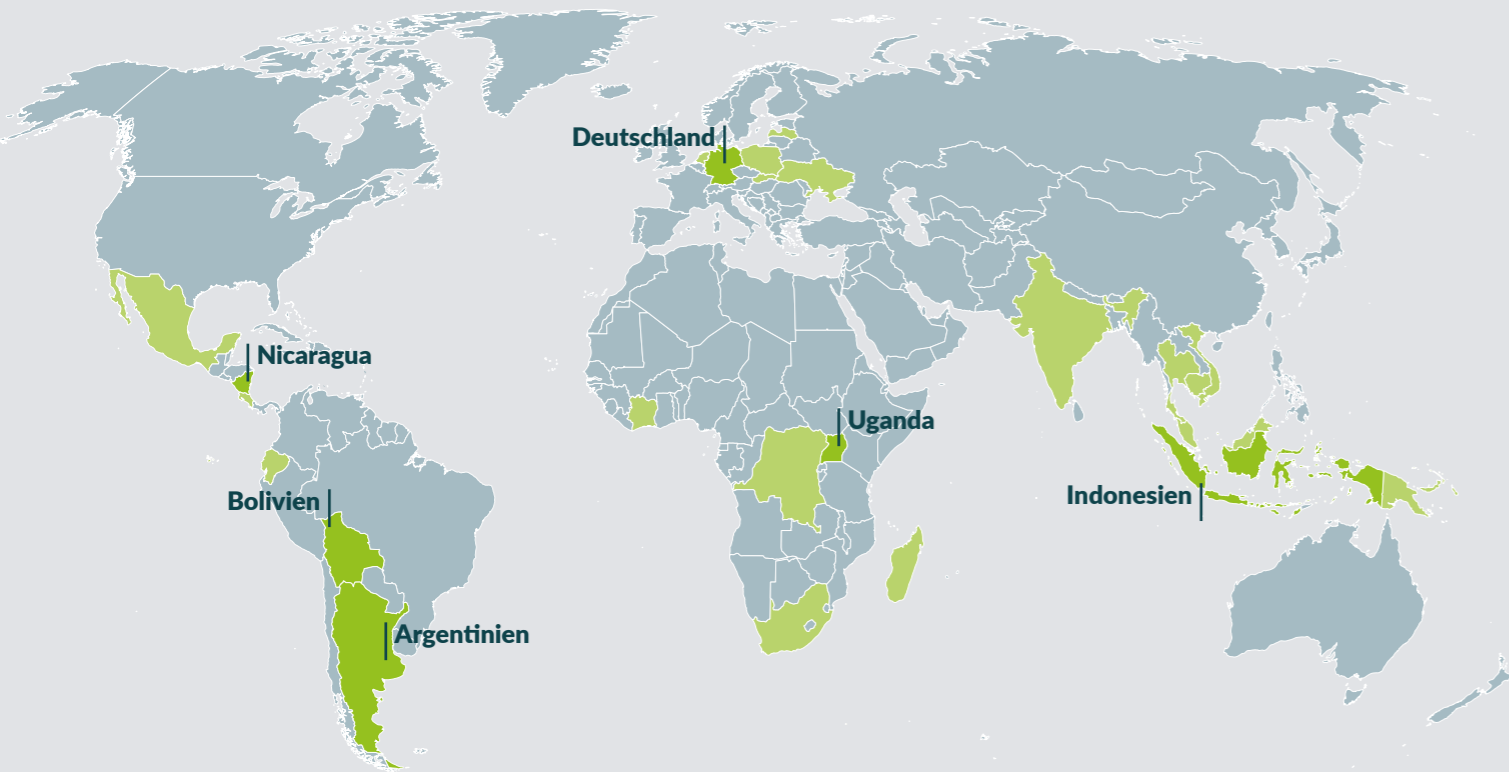 Deutschland
Nicaragua
Uganda
Bolivien
Indonesien
Argentinien